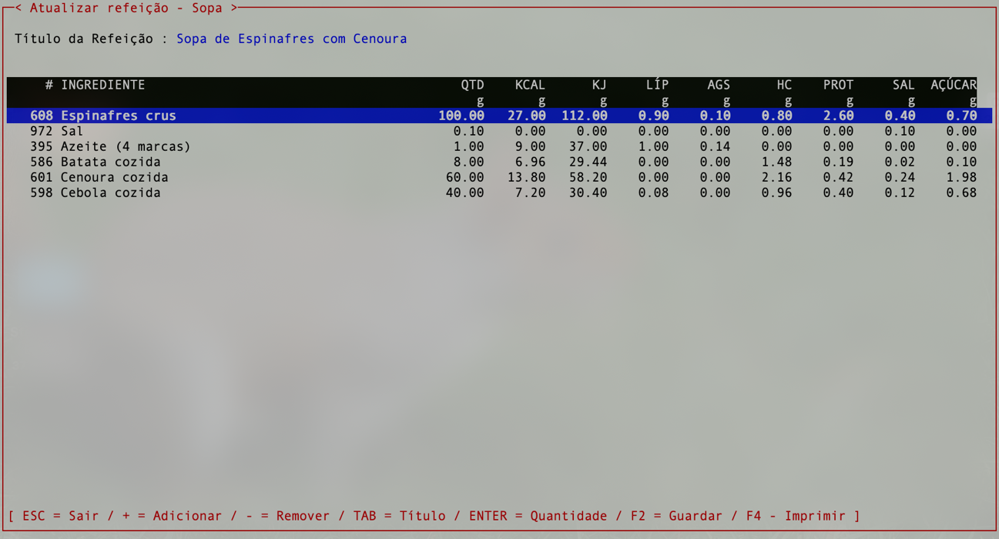 < Atualizar refeição - Sopa >
Título da Refeição : Sopa de Espinafres com Cenoura
# INGREDIENTE QTD KCAL KJ LÍP AGS HC PROT SAL AÇÚCAR
g g g g g g g g g
608 Espinafres crus 100.00 27.00 112.00 0.90 0.10 0.80 2.60 0.40 0.70
972 Sal 0.10 0.00 0.00 0.00 0.00 0.00 0.00 0.10 0.00
395 Azeite (4 marcas) 1.00 9.00 37.00 1.00 0.14 0.00 0.00 0.00 0.00
586 Batata cozida 8.00 6.96 29.44 0.00 0.00 1.48 0.19 0.02 0.10
601 Cenoura cozida 60.00 13.80 58.20 0.00 0.00 2.16 0.42 0.24 1.98
598 Cebola cozida 40.00 7.20 30.40 0.08 0.00 0.96 0.40 0.12 0.68
[ ESC = Sair / + = Adicionar / - = Remover / TAB = Título / ENTER = Quantidade / F2 = Guardar / F4 - Imprimir ]